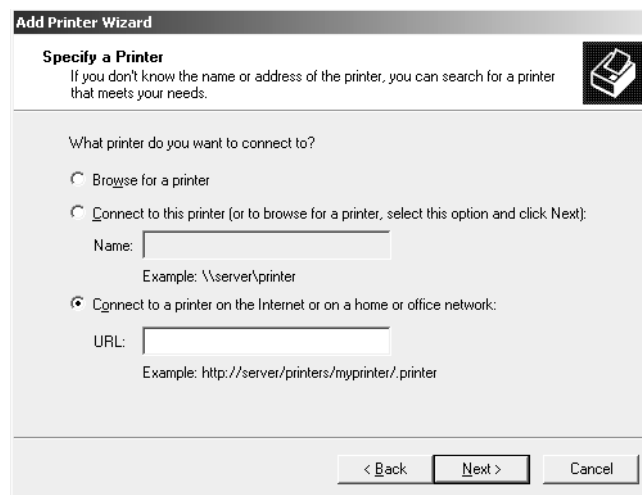 Add Printer Wizard
Specify a Printer
If you don't know the name or address of the printer, you can search for a printer
that meets your needs.
What printer do you want to connect to?
Browse for a printer
Connect to this printer (or to browse for a printer, select this option and click Next):
Name:
Example: \\server\printer
Connect to a printer on the Internet or on a home or office network:
URL:
Example: http://server/printers/myprinter/.printer
< Back Next > Cancel